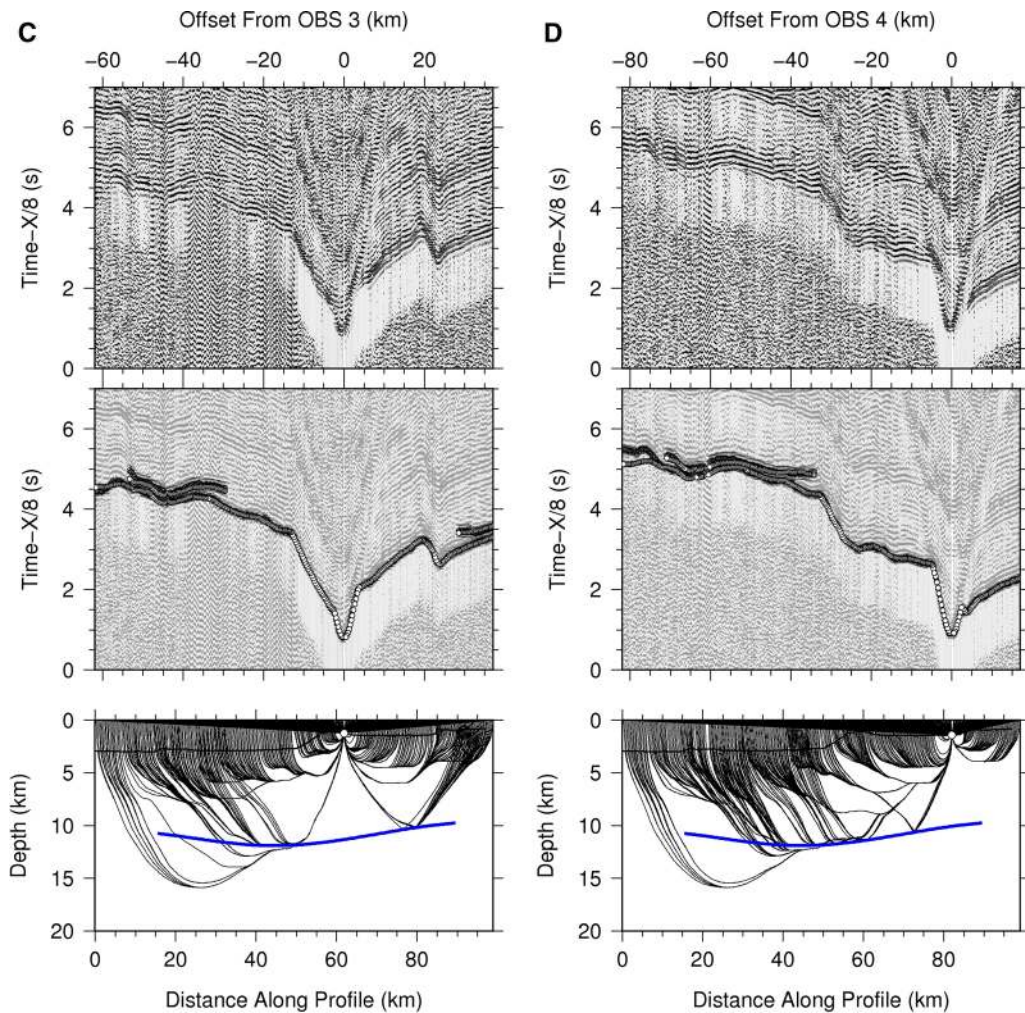 C
Offset From OBS 3 (km)
−60 −40 −20 0 20
Time−X/8 (s)
6
4
2
0
Time−X/8 (s)
6
4
2
0
Depth (km)
0
5
10
15
20
0 20 40 60 80
Distance Along Profile (km)
D
Offset From OBS 4 (km)
−80 −60 −40 −20 0
Time−X/8 (s)
6
4
2
0
Time−X/8 (s)
6
4
2
0
Depth (km)
0
5
10
15
20
0 20 40 60 80
Distance Along Profile (km)